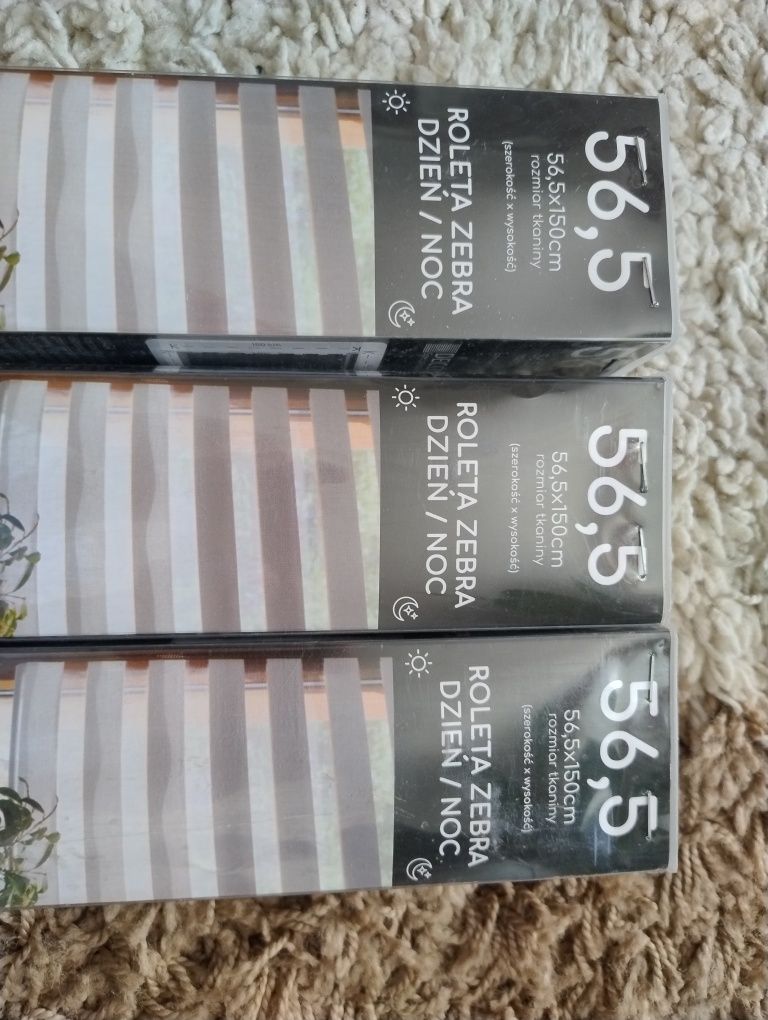 56,5
56,5x150cm
rozmiar tkaniny
(szerokość x wysokość)
ROLETA ZEBRA
DZIEŃ / NOC
56,5
56,5x150cm
rozmiar tkaniny
(szerokość x wysokość)
ROLETA ZEBRA
DZIEŃ / NOC
56,5
56,5x150cm
rozmiar tkaniny
(szerokość x wysokość)
ROLETA ZEBRA
DZIEŃ / NOC